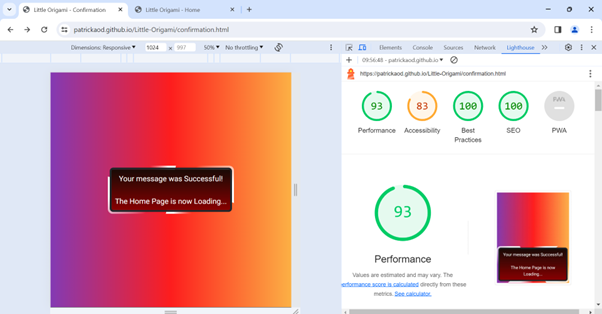 Little Origami - Confirmation
Little Origami - Home
patrickaod.github.io/Little-Origami/confirmation.html
Dimensions: Responsive
1024
×
997
50%
No throttling
Elements
Console
Sources
Network
Lighthouse
09:56:48 - patrickaod.github.io
https://patrickaod.github.io/Little-Origami/confirmation.html
93
83
100
100
Performance
Accessibility
Best
Practices
SEO
PWA
Your message was Successful!
The Home Page is now Loading...
93
Performance
Values are estimated and may vary. The
performance score is calculated directly from these
metrics. See calculator.
Your message was Successful!
The Home Page is now
Loading...